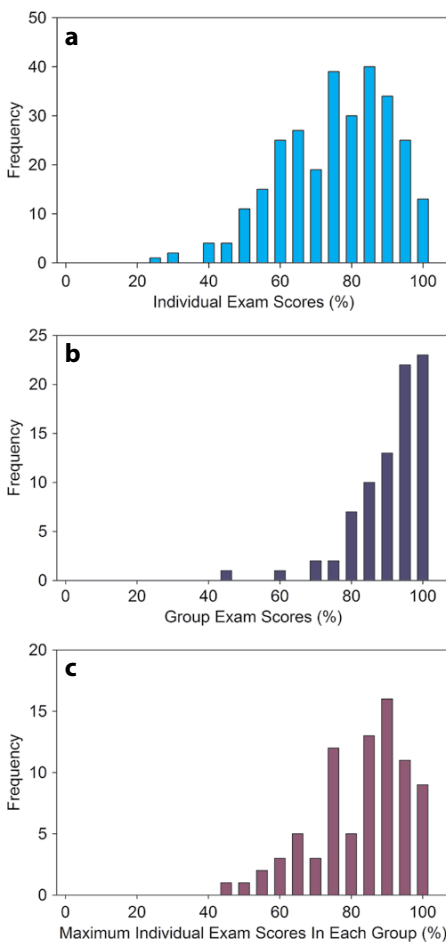 a
50
40
30
20
10
0
Frequency
0 20 40 60 80 100
Individual Exam Scores (%)
b
25
20
15
10
5
0
Frequency
0 20 40 60 80 100
Group Exam Scores (%)
c
20
15
10
5
0
Frequency
0 20 40 60 80 100
Maximum Individual Exam Scores In Each Group (%)